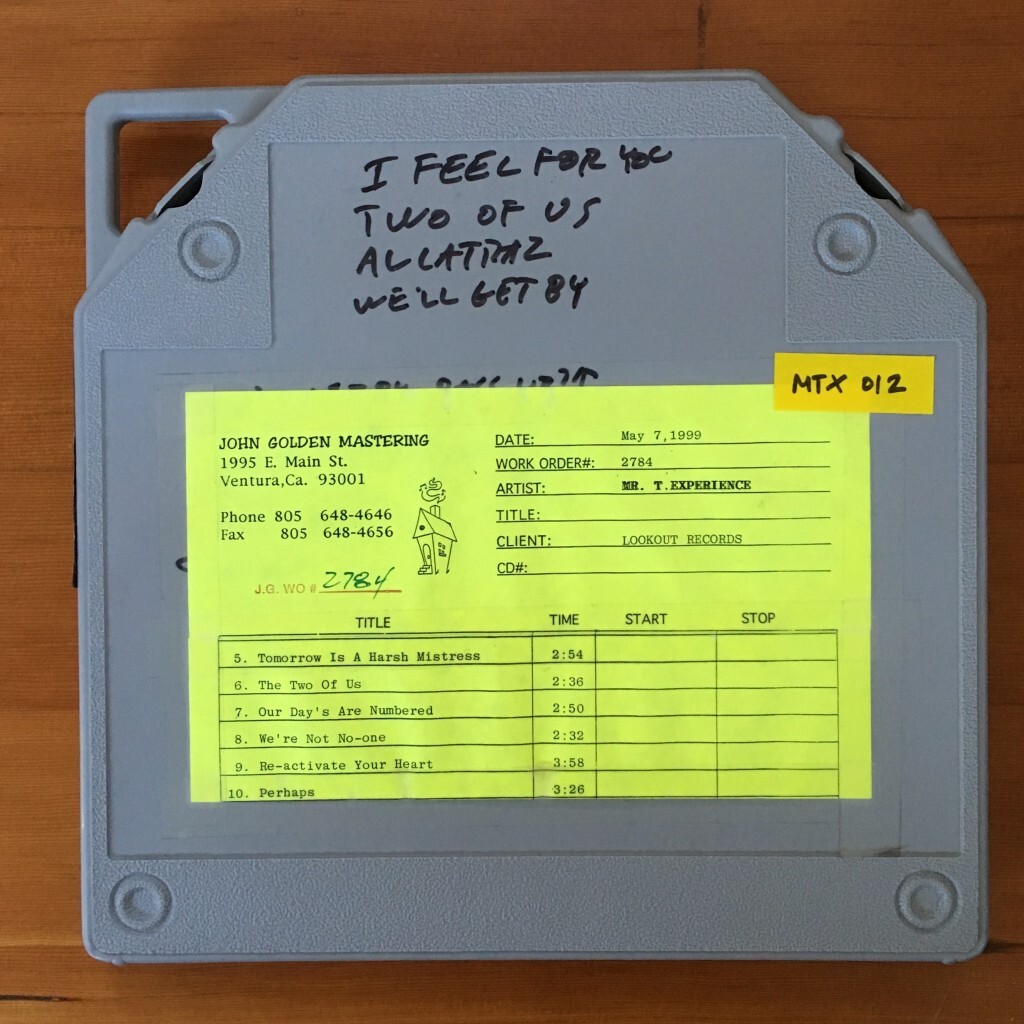 I FEEL FOR YOU
TWO OF US
ALCATRAZ
WE'LL GET BY
MTX 012
JOHN GOLDEN MASTERING
1995 E. Main St.
Ventura,Ca. 93001
Phone 805 648-4646
Fax 805 648-4656
J.G. WO # 2784
DATE: May 7,1999
WORK ORDER#: 2784
ARTIST: MR. T.EXPERIENCE
TITLE:
CLIENT: LOOKOUT RECORDS
CD#:
TITLE TIME START STOP
5. Tomorrow Is A Harsh Mistress 2:54
6. The Two Of Us 2:36
7. Our Day's Are Numbered 2:50
8. We're Not No-one 2:32
9. Re-activate Your Heart 3:58
10. Perhaps 3:26